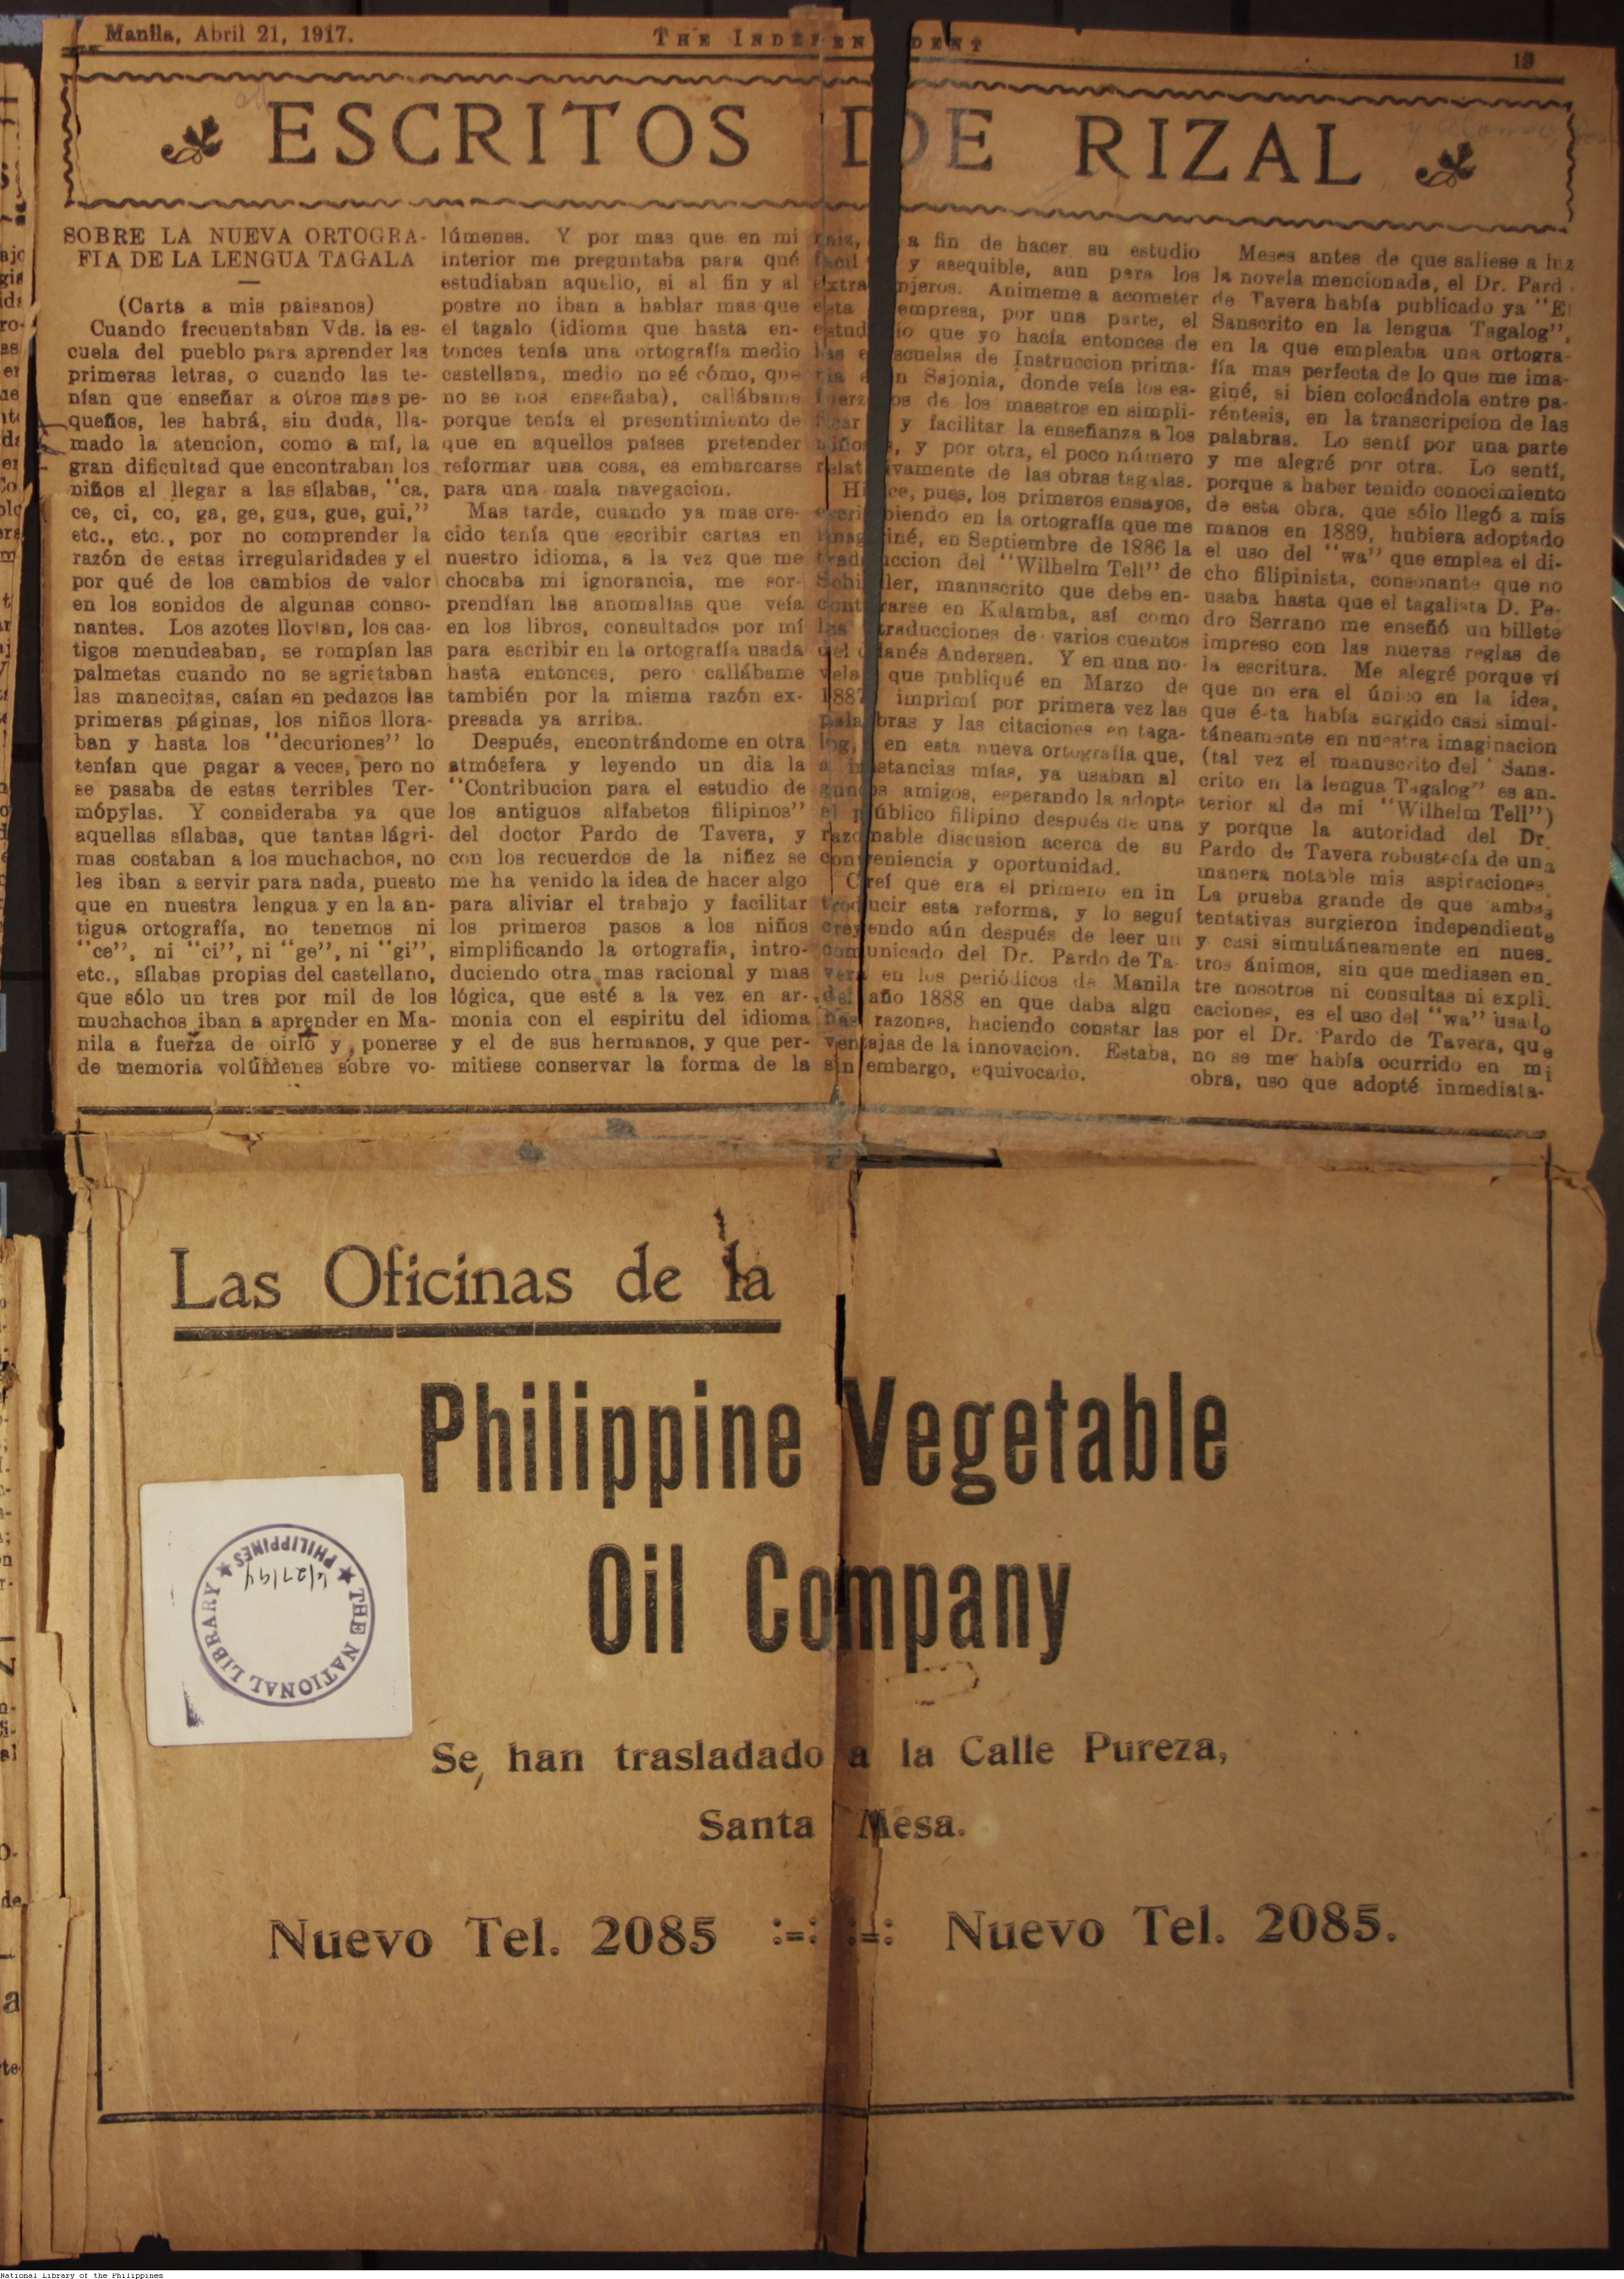 Manila, Abril 21, 1917.
THE INDEPENDENT
ESCRITOS DE RIZAL
SOBRE LA NUEVA ORTOGRA-
FIA DE LA LENGUA TAGALA
(Carta a mis paisanos)
Cuando frecuentaban Vds. la es-
cuela del pueblo para aprender las
primeras letras, o cuando las te-
nían que enseñar a otros mas pe-
queños, les habrá, sin duda, lla-
mado la atencion, como a mí, la
gran dificultad que encontraban los
niños al llegar a las sílabas, "ca,
ce, ci, co, ga, ge, gua, gue, gui,"
etc., etc., por no comprender la
razón de estas irregularidades y el
por qué de los cambios de valor
en los sonidos de algunas conso-
nantes. Los azotes llovían, los cas-
tigos menudeaban, se rompían las
palmetas cuando no se agrietaban
las manecitas, caían en pedazos las
primeras páginas, los niños llora-
ban y hasta los "decuriones" lo
tenían que pagar a veces, pero no
se pasaba de estas terribles Ter-
mópylas. Y consideraba ya que
aquellas sílabas, que tantas lágri-
mas costaban a los muchachos, no
les iban a servir para nada, puesto
que en nuestra lengua y en la an-
tigua ortografía, no tenemos ni
"ce", ni "ci", ni "ge", ni "gi",
etc., sílabas propias del castellano,
que sólo un tres por mil de los
muchachos iban a aprender en Ma-
nila a fuerza de oirlo y ponerse
de memoria volúmenes sobre vo-
lúmenes. Y por mas que en mi
interior me preguntaba para qué
estudiaban aquello, si al fin y al
postre no iban a hablar mas que
el tagalo (idioma que hasta en-
tonces tenía una ortografía medio
castellana, medio no sé cómo, que
no se nos enseñaba), callábame
porque tenía el presentimiento de
que en aquellos países pretender
reformar una cosa, es embarcarse
para una mala navegacion.
Mas tarde, cuando ya mas cre-
cido tenía que escribir cartas en
nuestro idioma, a la vez que me
chocaba mi ignorancia, me sor-
prendían las anomalías que veía
en los libros, consultados por mí
para escribir en la ortografía usada
hasta entonces, pero callábame
también por la misma razón ex-
presada ya arriba.
Después, encontrándome en otra
atmósfera y leyendo un dia la
"Contribucion para el estudio de
los antiguos alfabetos filipinos"
del doctor Pardo de Tavera, y
con los recuerdos de la niñez se
me ha venido la idea de hacer algo
para aliviar el trabajo y facilitar
los primeros pasos a los niños
simplificando la ortografia, intro-
duciendo otra mas racional y mas
lógica, que esté a la vez en ar-
monia con el espiritu del idioma
y el de sus hermanos, y que per-
mitiese conservar la forma de la
raiz, a fin de hacer su estudio
facil y asequible, aun para los
extranjeros. Animeme a acometer
esta empresa, por una parte, el
estudio que yo hacía entonces de
las escuelas de Instruccion prima-
ria en Sajonia, donde veía los es-
fuerzos de los maestros en simpli-
ficar y facilitar la enseñanza a los
niños, y por otra, el poco número
relativamente de las obras tagalas.
Hice, pues, los primeros ensayos,
escribiendo en la ortografía que me
imaginé, en Septiembre de 1886 la
traduccion del "Wilhelm Tell" de
Schiller, manuscrito que debe en-
contrarse en Kalamba, así como
las traducciones de varios cuentos
del danés Andersen. Y en una no-
vela que publiqué en Marzo de
1887 imprimí por primera vez las
palabras y las citaciones en taga-
log, en esta nueva ortografía que,
a instancias mías, ya usaban al
gunos amigos, esperando la adopte
el público filipino después de una
razonable discusion acerca de su
conveniencia y oportunidad.
Creí que era el primero en in
troducir esta reforma, y lo seguí
creyendo aún después de leer un
comunicado del Dr. Pardo de Ta-
vera en los periódicos de Manila
del año 1888 en que daba algu
nas razones, haciendo constar las
ventajas de la innovacion. Estaba,
sin embargo, equivocado.
Meses antes de que saliese a luz
la novela mencionada, el Dr. Pard
de Tavera había publicado ya "El
Sanscrito en la lengua Tagalog",
en la que empleaba una ortogra-
fía mas perfecta de lo que me ima-
giné, si bien colocándola entre pa-
réntesis, en la transcripcion de las
palabras. Lo sentí por una parte
y me alegré por otra. Lo sentí,
porque a haber tenido conocimiento
de esta obra, que sólo llegó a mis
manos en 1889, hubiera adoptado
el uso del "wa" que emplea el di-
cho filipinista, consonante que no
usaba hasta que el tagalista D. Pe-
dro Serrano me enseñó un billete
impreso con las nuevas reglas de
la escritura. Me alegré porque ví
que no era el único en la idea,
que ésta había surgido casi simul-
táneamente en nuestra imaginacion
(tal vez el manuscrito del "Sans-
crito en la lengua Tagalog" es an-
terior al de mi "Wilhelm Tell")
y porque la autoridad del Dr.
Pardo de Tavera robustecía de una
manera notable mis aspiraciones.
La prueba grande de que ambas
tentativas surgieron independiente
y casi simultáneamente en nues-
tros ánimos, sin que mediasen en-
tre nosotros ni consultas ni expli-
caciones, es el uso del "wa" usado
por el Dr. Pardo de Tavera, que
no se me había ocurrido en mi
obra, uso que adopté inmediata-
Las Oficinas de la
Philippine Vegetable
Oil Company
Se han trasladado a la Calle Pureza,
Santa Mesa.
Nuevo Tel. 2085 :=: :=: Nuevo Tel. 2085.
THE NATIONAL LIBRARY ★ PHILIPPINES ★
6/27/94
National Library of the Philippines